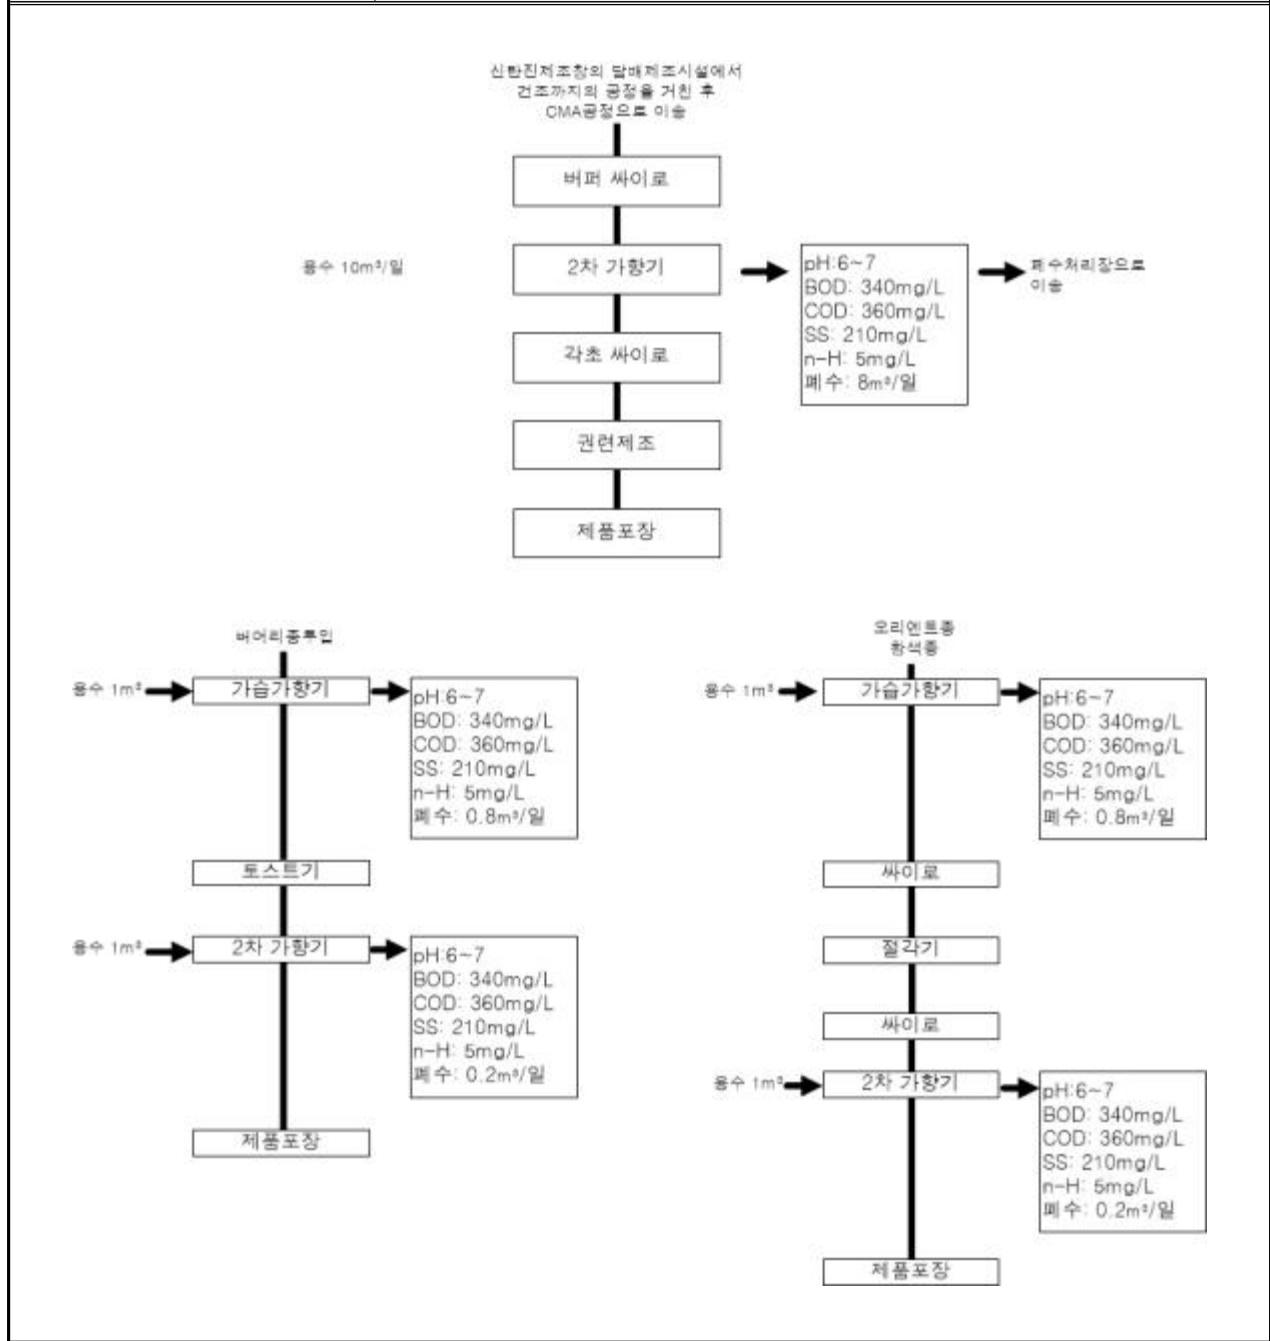 신탄진제조창의 담배제조시설에서
건조까지의 공정을 거친 후
CMA공정으로 이송
버퍼 싸이로
용수 10m³/일
2차 가향기
pH:6~7
BOD: 340mg/L
COD: 360mg/L
SS: 210mg/L
n-H: 5mg/L
폐수: 8m³/일
폐수처리장으로
이송
각초 싸이로
권련제조
제품포장
버어리종투입
용수 1m³
가습가향기
pH:6~7
BOD: 340mg/L
COD: 360mg/L
SS: 210mg/L
n-H: 5mg/L
폐수: 0.8m³/일
토스트기
용수 1m³
2차 가향기
pH:6~7
BOD: 340mg/L
COD: 360mg/L
SS: 210mg/L
n-H: 5mg/L
폐수: 0.2m³/일
제품포장
오리엔트종
황색종
용수 1m³
가습가향기
pH:6~7
BOD: 340mg/L
COD: 360mg/L
SS: 210mg/L
n-H: 5mg/L
폐수: 0.8m³/일
싸이로
절각기
싸이로
용수 1m³
2차 가향기
pH:6~7
BOD: 340mg/L
COD: 360mg/L
SS: 210mg/L
n-H: 5mg/L
폐수: 0.2m³/일
제품포장